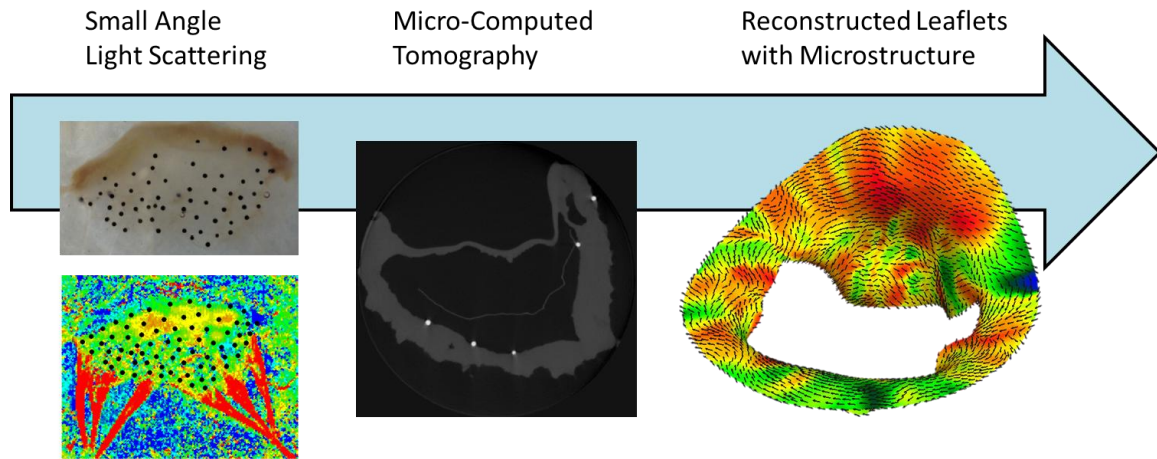 Small Angle
Light Scattering
Micro-Computed
Tomography
Reconstructed Leaflets
with Microstructure